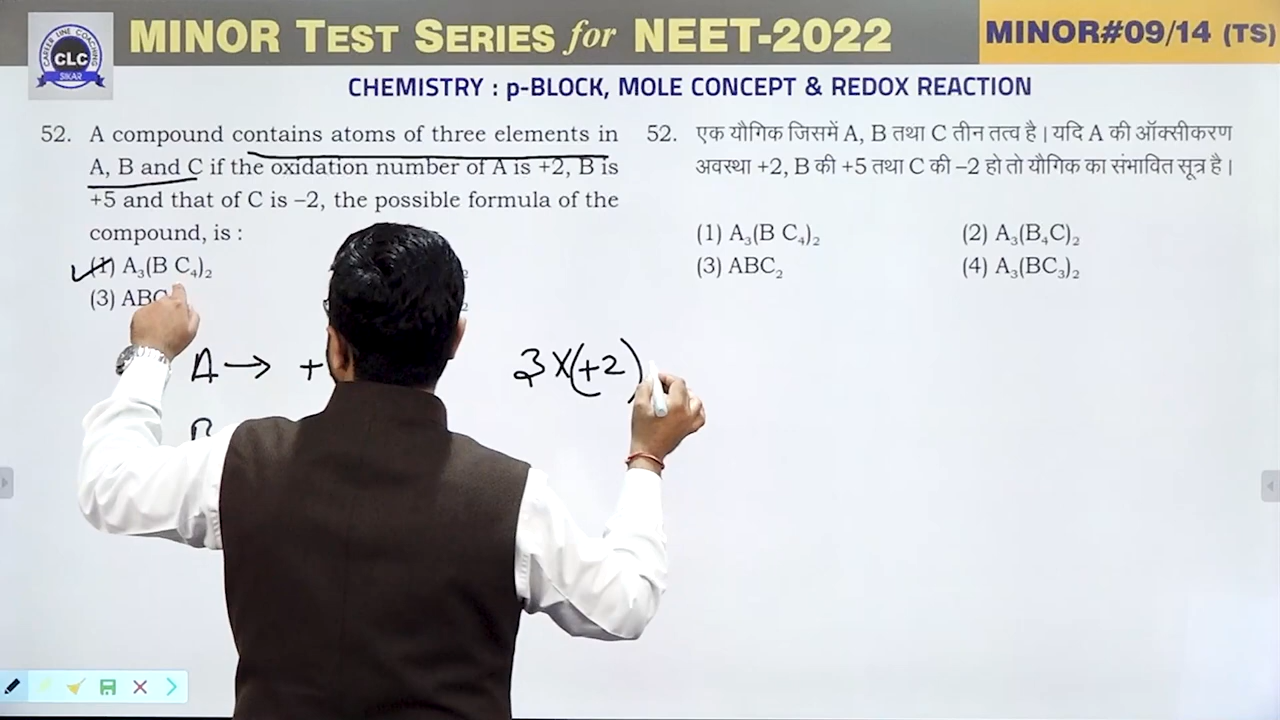 CAREER LINE COACHING
CLC
SIKAR
MINOR TEST SERIES for NEET-2022
MINOR#09/14 (TS)
CHEMISTRY : p-BLOCK, MOLE CONCEPT & REDOX REACTION
52. A compound contains atoms of three elements in
A, B and C if the oxidation number of A is +2, B is
+5 and that of C is –2, the possible formula of the
compound, is :
(1) A₃(B C₄)₂
(3) ABC
A → +
3×(+2)
52. एक यौगिक जिसमें A, B तथा C तीन तत्व है। यदि A की ऑक्सीकरण
अवस्था +2, B की +5 तथा C की –2 हो तो यौगिक का संभावित सूत्र है।
(1) A₃(B C₄)₂ (2) A₃(B₄C)₂
(3) ABC₂ (4) A₃(BC₃)₂